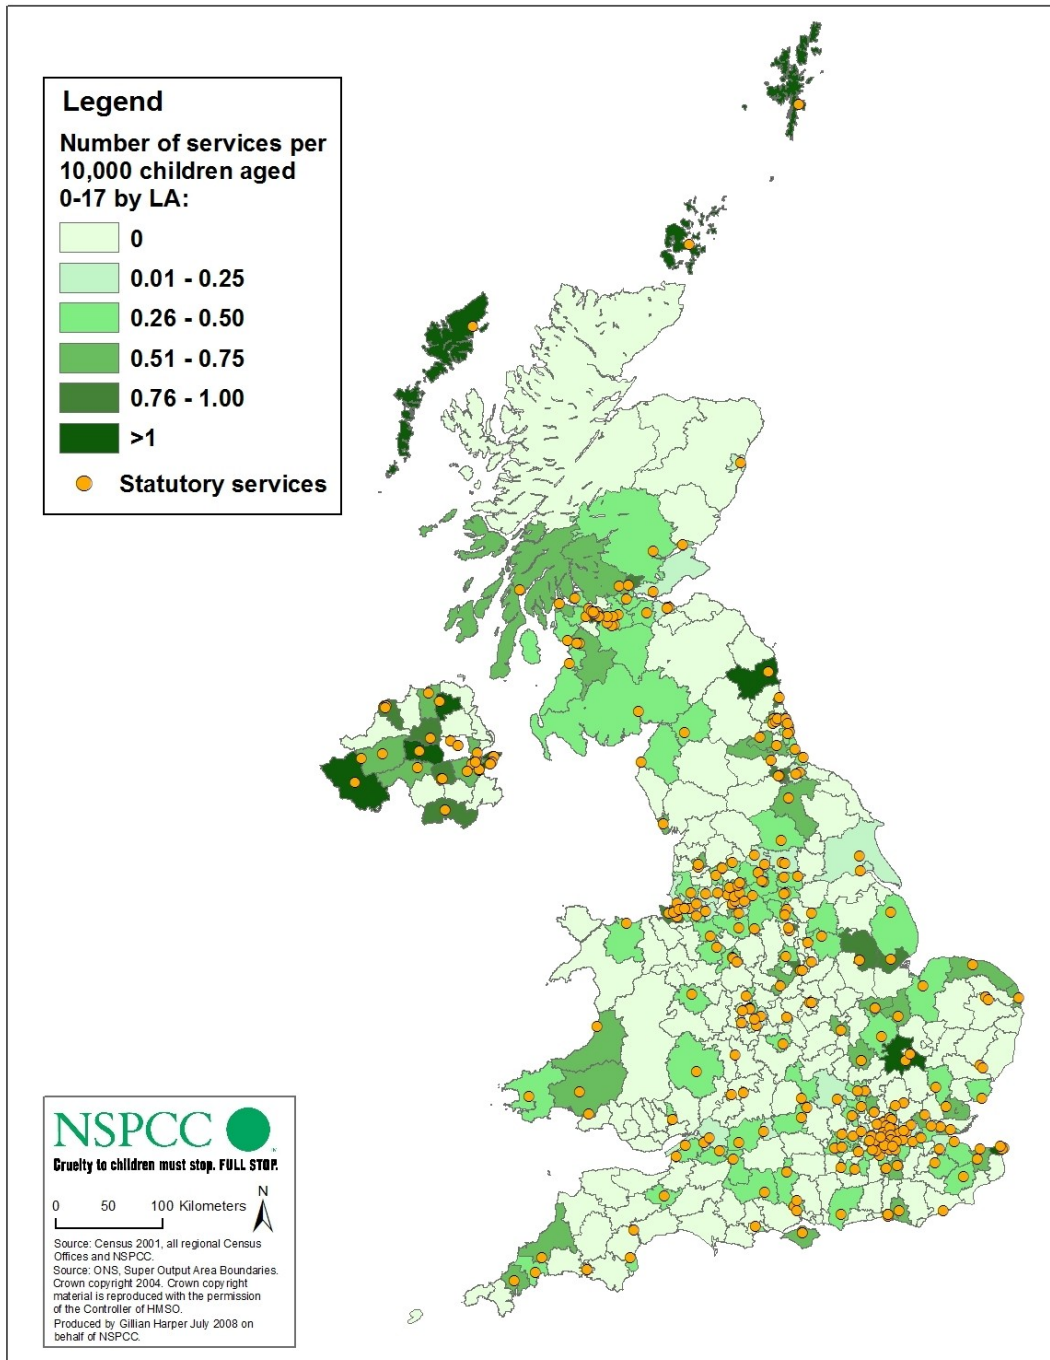 Legend
Number of services per
10,000 children aged
0-17 by LA:
0
0.01 - 0.25
0.26 - 0.50
0.51 - 0.75
0.76 - 1.00
>1
Statutory services
NSPCC
Cruelty to children must stop. FULL STOP.
0 50 100 Kilometers
N
Source: Census 2001, all regional Census
Offices and NSPCC.
Source: ONS, Super Output Area Boundaries.
Crown copyright 2004. Crown copyright
material is reproduced with the permission
of the Controller of HMSO.
Produced by Gillian Harper July 2008 on
behalf of NSPCC.